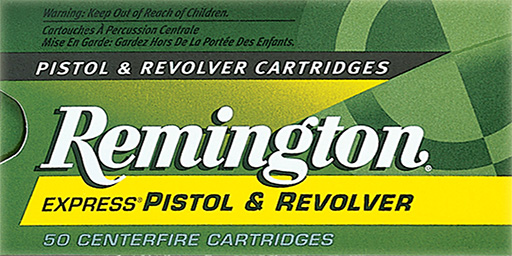 Warning: Keep Out of Reach of Children.
Cartouches À Percussion Centrale
Mise En Garde: Gardez Hors De La Portée Des Enfants.
PISTOL & REVOLVER CARTRIDGES
Remington®
EXPRESS® PISTOL & REVOLVER
50 CENTERFIRE CARTRIDGES